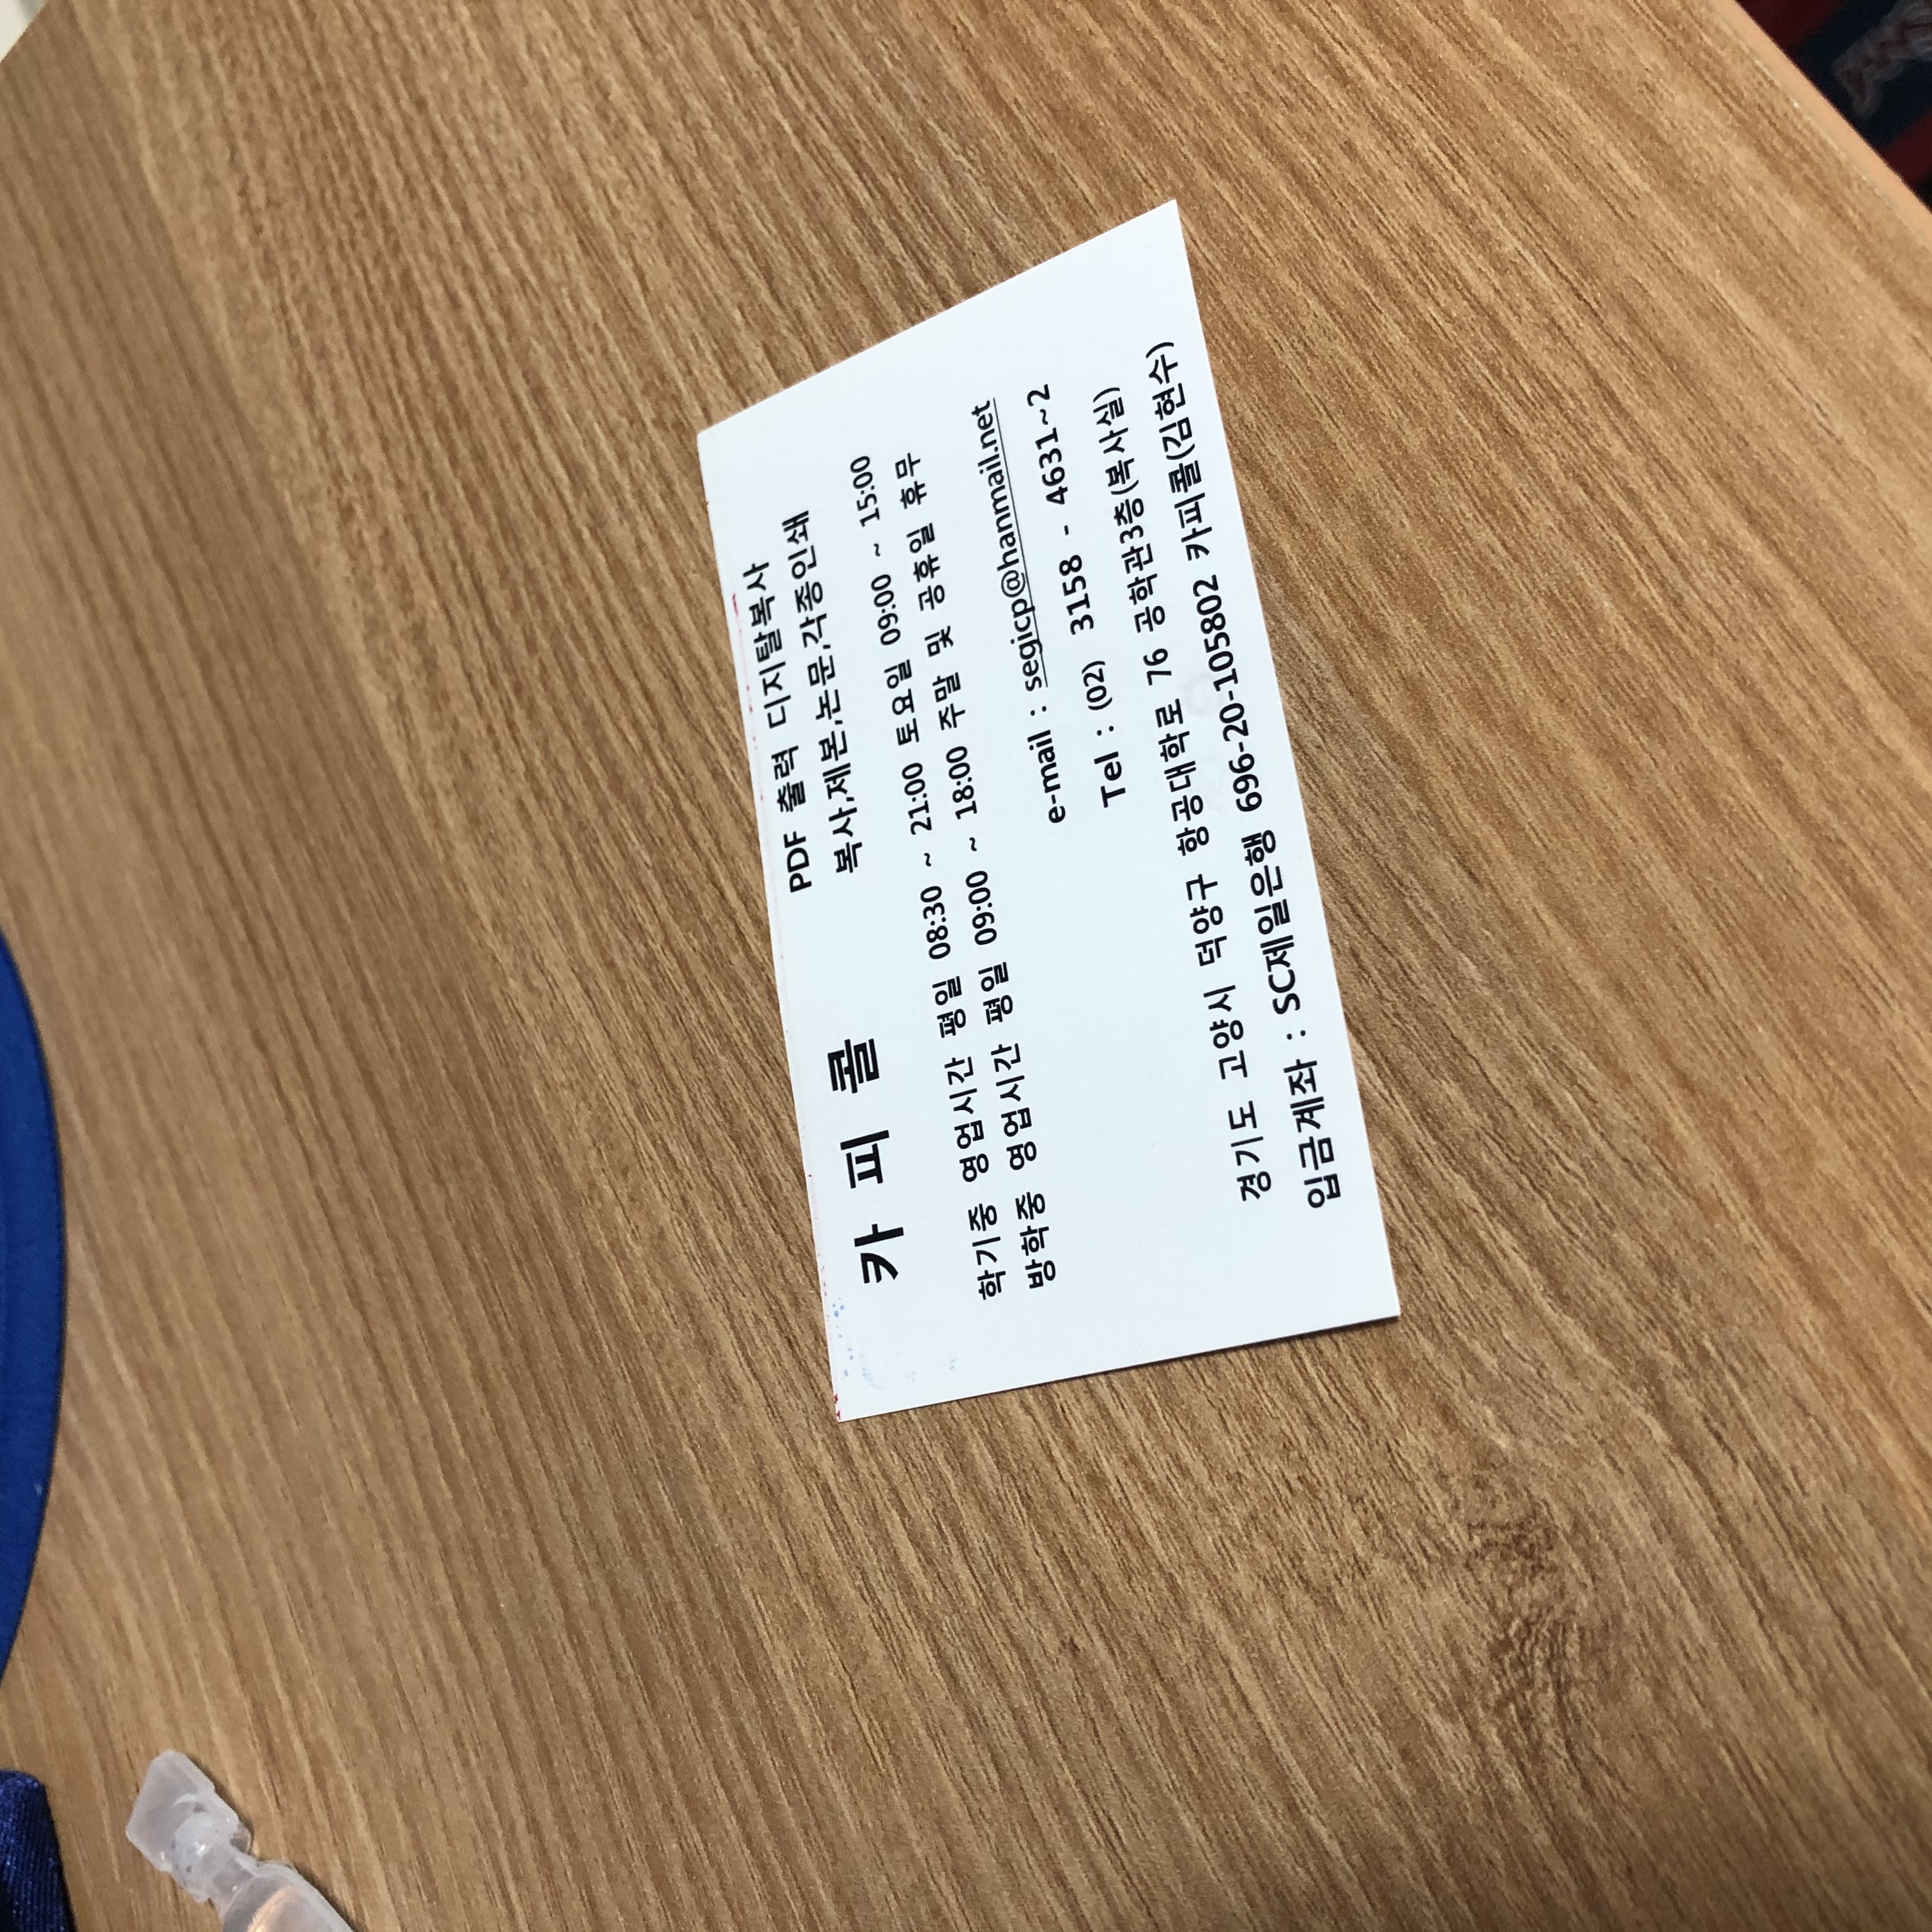 카 피 콜
PDF 출력 디지탈복사
복사,제본,논문,각종인쇄
학기중 영업시간 평일 08:30 ~ 21:00 토요일 09:00 ~ 15:00
방학중 영업시간 평일 09:00 ~ 18:00 주말 및 공휴일 휴무
e-mail : segicp@hanmail.net
Tel : (02) 3158 - 4631~2
경기도 고양시 덕양구 항공대학로 76 공학관3층(복사실)
입금계좌 : SC제일은행 696-20-105802 카피콜(김현수)